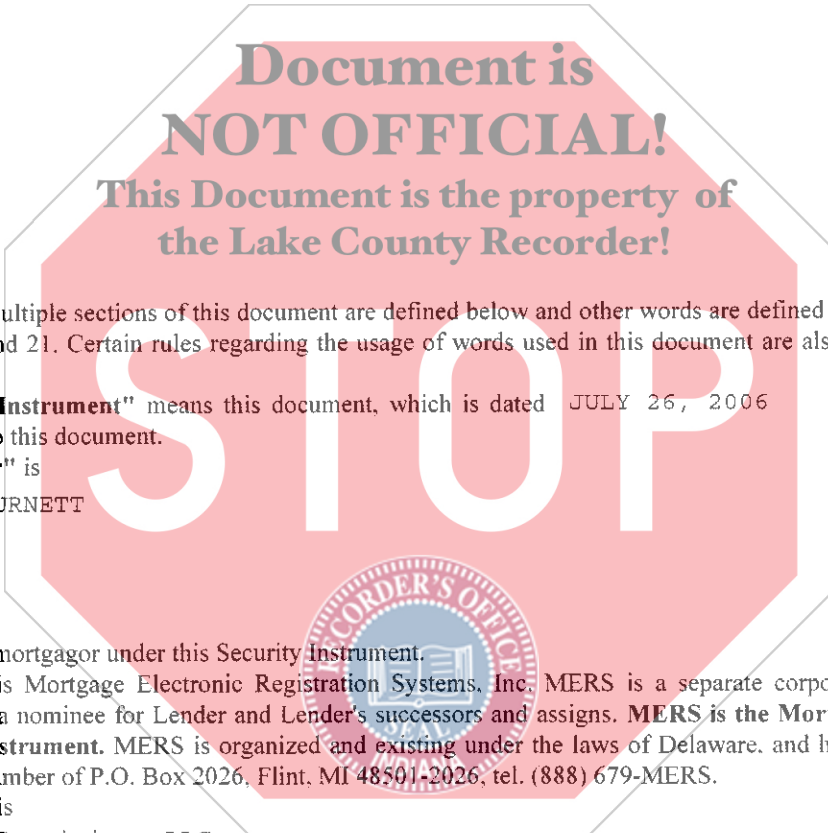 Document is
NOT OFFICIAL!
This Document is the property of
the Lake County Recorder!
ultiple sections of this document are defined below and other words are defined
nd 21. Certain rules regarding the usage of words used in this document are als
STOP
Instrument" means this document, which is dated JULY 26, 2006
this document.
" is
URNETT
RECORDER'S OFFICE
mortgagor under this Security Instrument.
is Mortgage Electronic Registration Systems, Inc. MERS is a separate corpo
a nominee for Lender and Lender's successors and assigns. MERS is the Mor
strument. MERS is organized and existing under the laws of Delaware, and h
SEAL
INDIANA
mber of P.O. Box 2026, Flint, MI 48501-2026, tel. (888) 679-MERS.
is